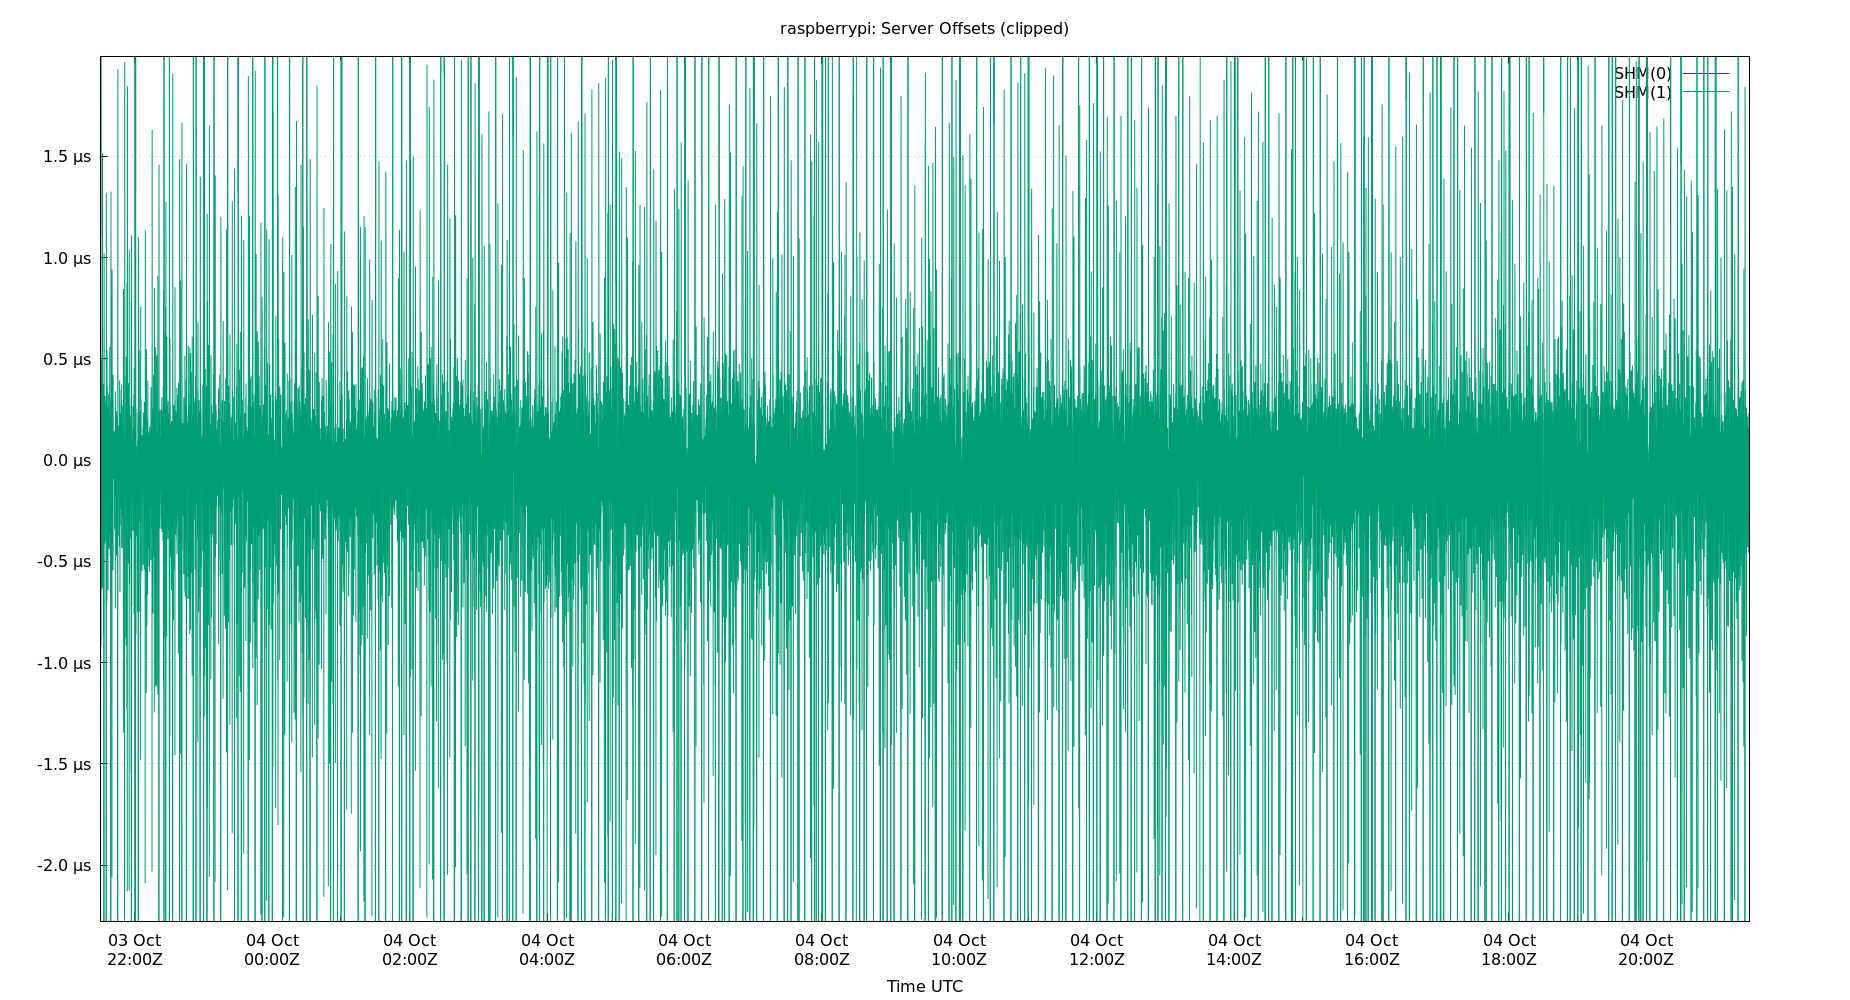 raspberrypi: Server Offsets (clipped)
SHM(0)
SHM(1)
1.5 µs
1.0 µs
0.5 µs
0.0 µs
-0.5 µs
-1.0 µs
-1.5 µs
-2.0 µs
03 Oct 04 Oct 04 Oct 04 Oct 04 Oct 04 Oct 04 Oct 04 Oct 04 Oct 04 Oct 04 Oct 04 Oct
22:00Z 00:00Z 02:00Z 04:00Z 06:00Z 08:00Z 10:00Z 12:00Z 14:00Z 16:00Z 18:00Z 20:00Z
Time UTC